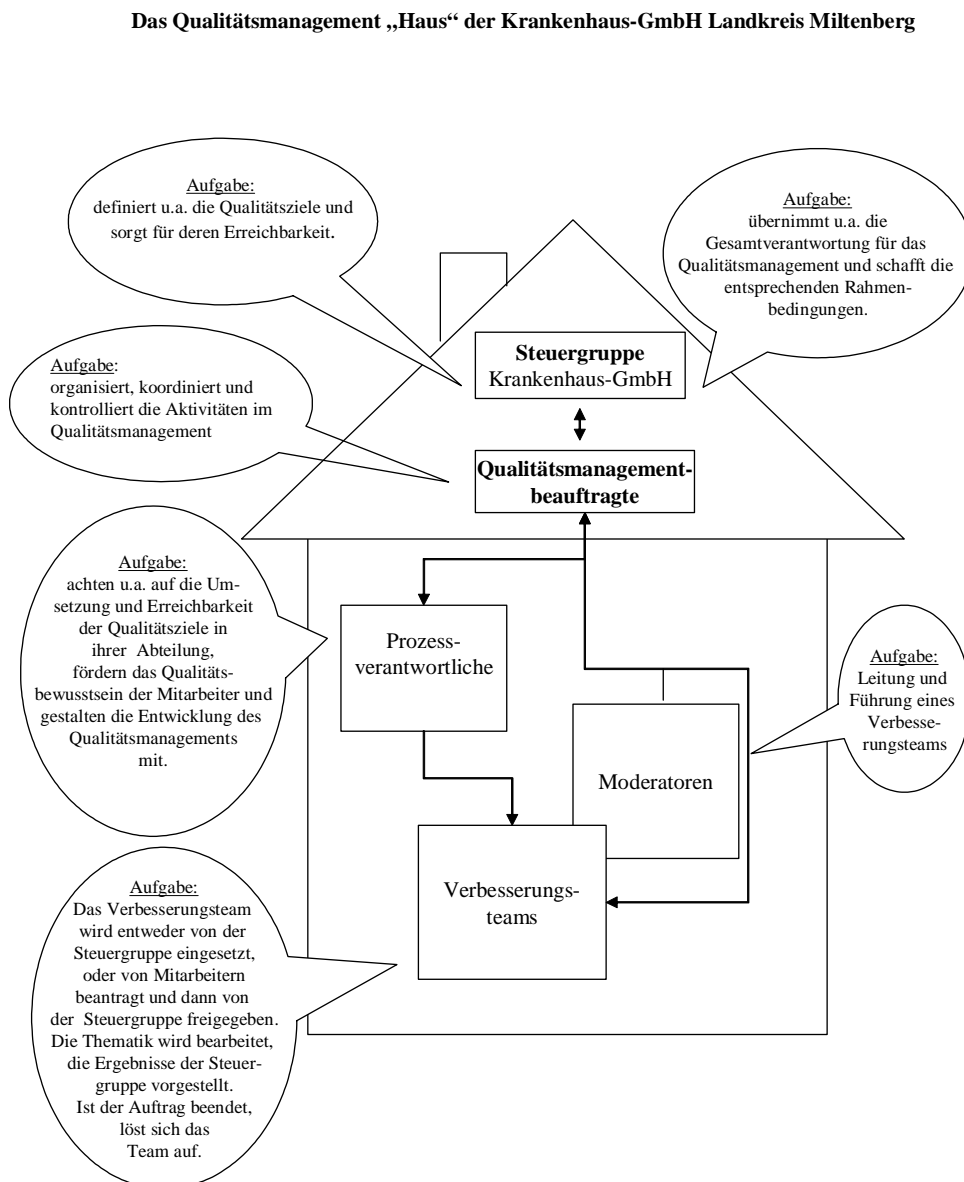 Das Qualitätsmanagement „Haus“ der Krankenhaus-GmbH Landkreis Miltenberg
Aufgabe:
definiert u.a. die Qualitätsziele und
sorgt für deren Erreichbarkeit.
Aufgabe:
übernimmt u.a. die
Gesamtverantwortung für das
Qualitätsmanagement und schafft die
entsprechenden Rahmen-
bedingungen.
Steuergruppe
Krankenhaus-GmbH
Aufgabe:
organisiert, koordiniert und
kontrolliert die Aktivitäten im
Qualitätsmanagement
Qualitätsmanagement-
beauftragte
Aufgabe:
achten u.a. auf die Um-
setzung und Erreichbarkeit
der Qualitätsziele in
ihrer Abteilung,
fördern das Qualitäts-
bewusstsein der Mitarbeiter und
gestalten die Entwicklung des
Qualitätsmanagements
mit.
Prozess-
verantwortliche
Aufgabe:
Leitung und
Führung eines
Verbesse-
rungsteams
Moderatoren
Verbesserungs-
teams
Aufgabe:
Das Verbesserungsteam
wird entweder von der
Steuergruppe eingesetzt,
oder von Mitarbeitern
beantragt und dann von
der Steuergruppe freigegeben.
Die Thematik wird bearbeitet,
die Ergebnisse der Steuer-
gruppe vorgestellt.
Ist der Auftrag beendet,
löst sich das
Team auf.